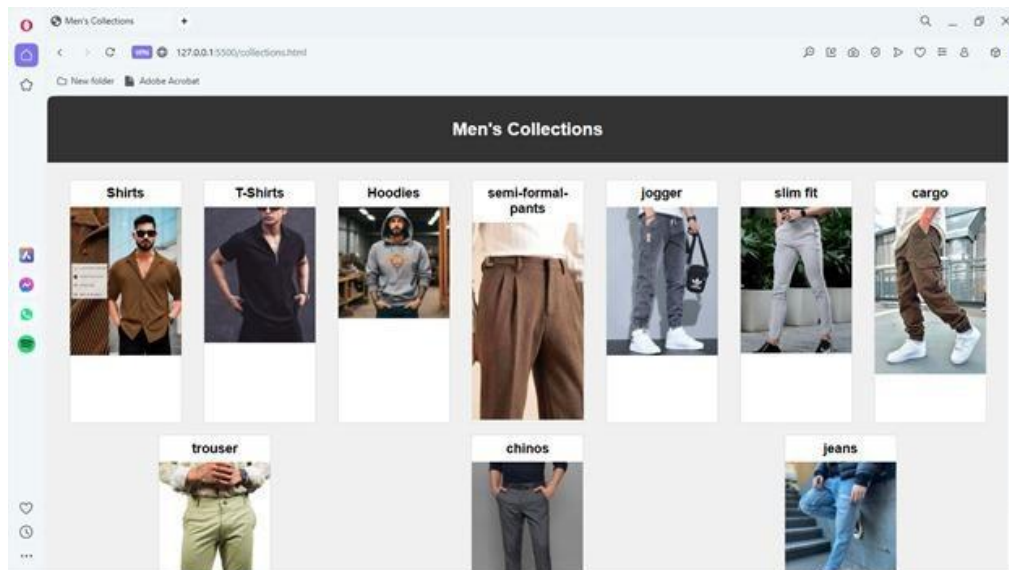 Men's Collections
VPN
127.0.0.1:5500/collections.html
New folder
Adobe Acrobat
Men's Collections
Shirts
T-Shirts
Hoodies
semi-formal-
pants
jogger
slim fit
cargo
trouser
chinos
jeans